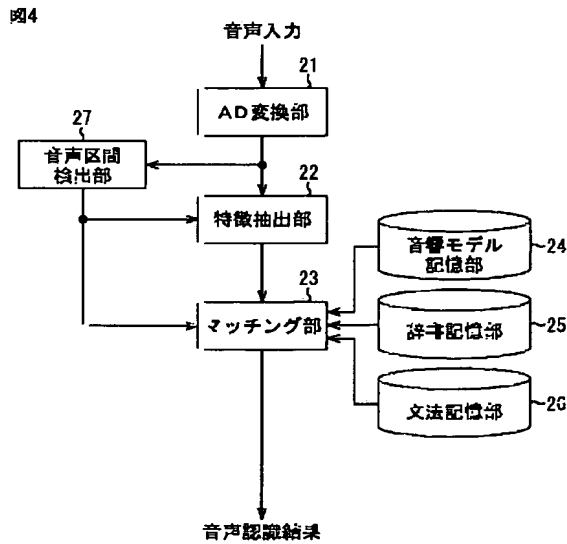 図4
音声入力
21
AD変換部
27
音声区間
検出部
22
特徴抽出部
23
マッチング部
音響モデル
記憶部
24
辞書記憶部
25
文法記憶部
26
音声認識結果